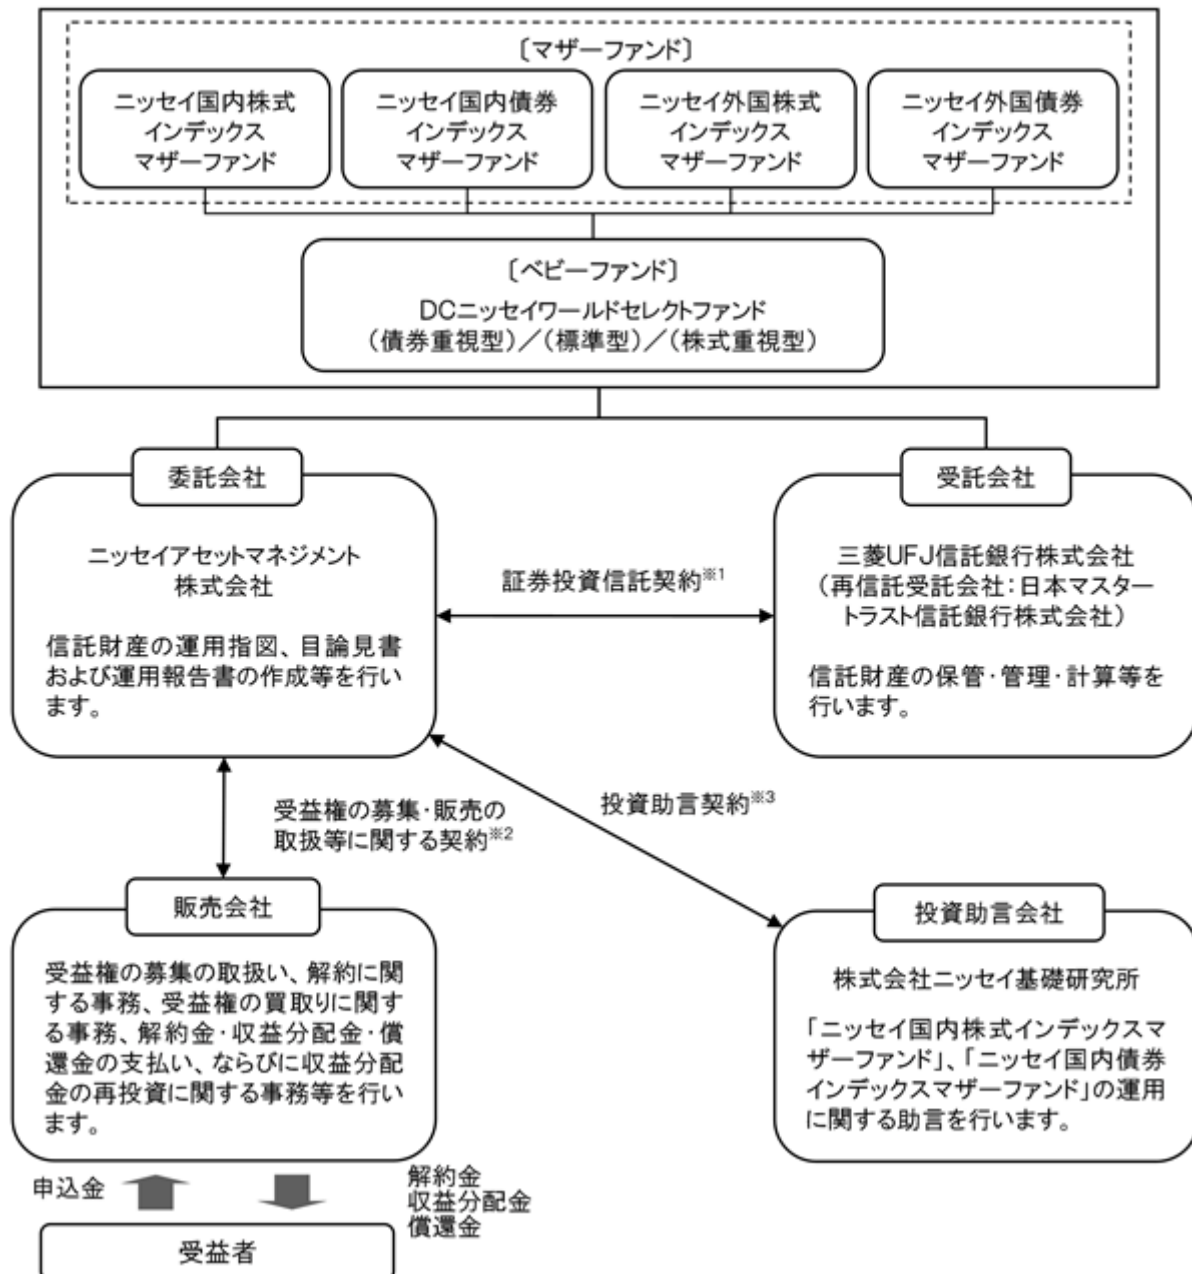 〔マザーファンド〕
ニッセイ国内株式
インデックス
マザーファンド
ニッセイ国内債券
インデックス
マザーファンド
ニッセイ外国株式
インデックス
マザーファンド
ニッセイ外国債券
インデックス
マザーファンド
〔ベビーファンド〕
DCニッセイワールドセレクトファンド
(債券重視型)/(標準型)/(株式重視型)
委託会社
ニッセイアセットマネジメント
株式会社
信託財産の運用指図、目論見書
および運用報告書の作成等を行い
ます。
証券投資信託契約※1
受託会社
三菱UFJ信託銀行株式会社
(再信託受託会社:日本マスター
トラスト信託銀行株式会社)
信託財産の保管・管理・計算等を
行います。
受益権の募集・販売の
取扱等に関する契約※2
投資助言契約※3
販売会社
受益権の募集の取扱い、解約に関
する事務、受益権の買取りに関す
る事務、解約金・収益分配金・償
還金の支払い、ならびに収益分配
金の再投資に関する事務等を行い
ます。
投資助言会社
株式会社ニッセイ基礎研究所
「ニッセイ国内株式インデックスマ
ザーファンド」、「ニッセイ国内債券
インデックスマザーファンド」の運用
に関する助言を行います。
申込金
解約金
収益分配金
償還金
受益者